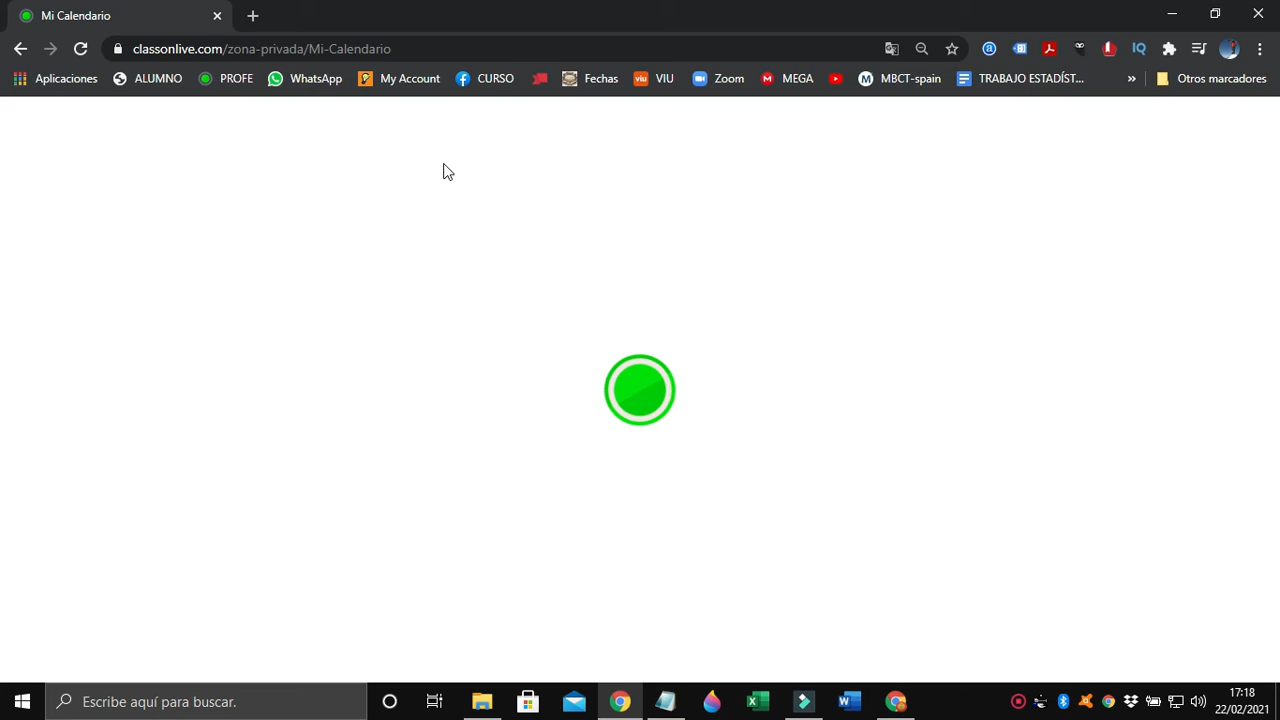 Mi Calendario
classonlive.com/zona-privada/Mi-Calendario
Aplicaciones ALUMNO PROFE WhatsApp My Account CURSO Fechas viu VIU Zoom M MEGA M MBCT-spain TRABAJO ESTADÍST... » Otros marcadores
Escribe aquí para buscar.
17:18
22/02/2021